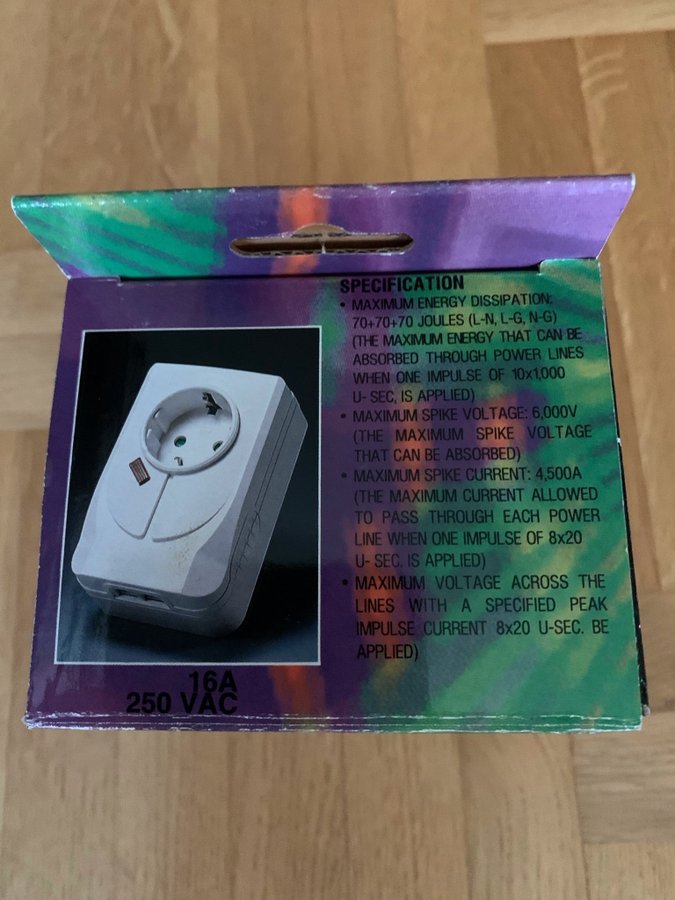 SPECIFICATION
• MAXIMUM ENERGY DISSIPATION:
70+70+70 JOULES (L-N, L-G, N-G)
(THE MAXIMUM ENERGY THAT CAN BE
ABSORBED THROUGH POWER LINES
WHEN ONE IMPULSE OF 10x1,000
U- SEC, IS APPLIED)
• MAXIMUM SPIKE VOLTAGE: 6,000V
(THE MAXIMUM SPIKE VOLTAGE
THAT CAN BE ABSORBED)
• MAXIMUM SPIKE CURRENT: 4,500A
(THE MAXIMUM CURRENT ALLOWED
TO PASS THROUGH EACH POWER
LINE WHEN ONE IMPULSE OF 8x20
U- SEC. IS APPLIED)
• MAXIMUM VOLTAGE ACROSS THE
LINES WITH A SPECIFIED PEAK
IMPULSE CURRENT 8x20 U-SEC. BE
APPLIED)
16A
250 VAC